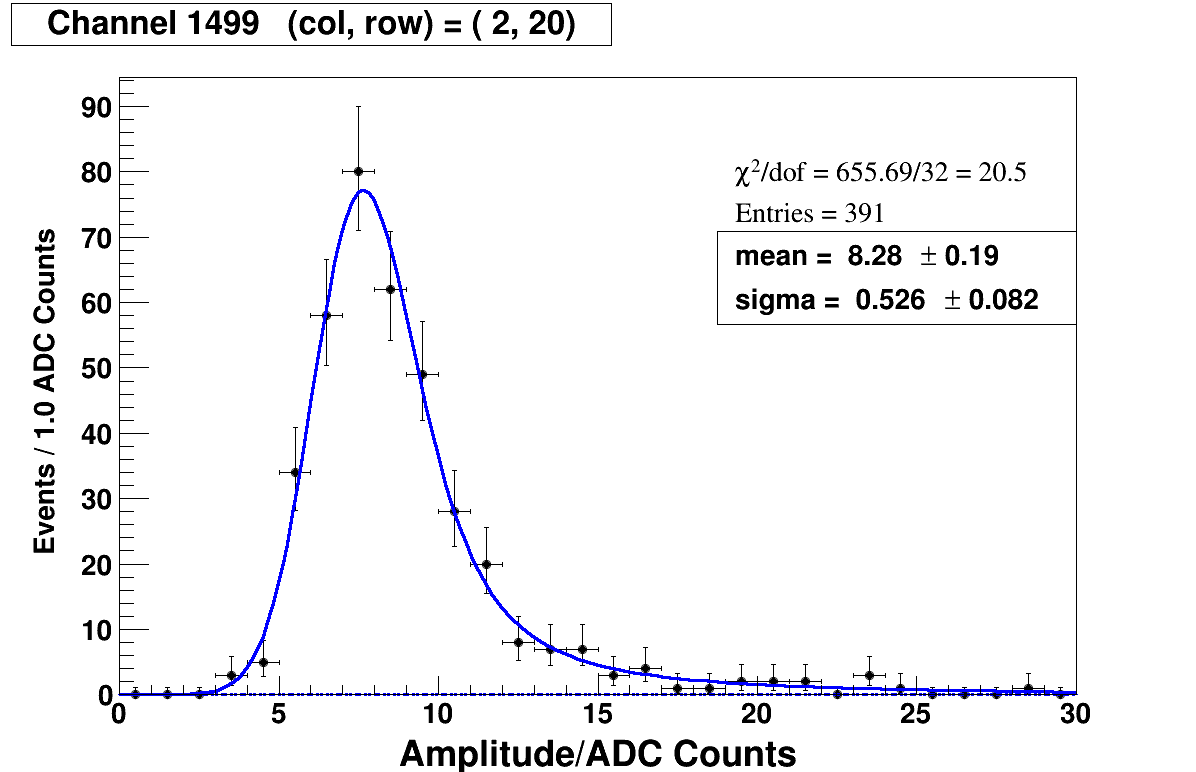 Channel 1499 (col, row) = ( 2, 20)
90
80
70
60
50
40
30
20
10
0
Events / 1.0 ADC Counts
χ²/dof = 655.69/32 = 20.5
Entries = 391
mean = 8.28 ± 0.19
sigma = 0.526 ± 0.082
0 5 10 15 20 25 30
Amplitude/ADC Counts